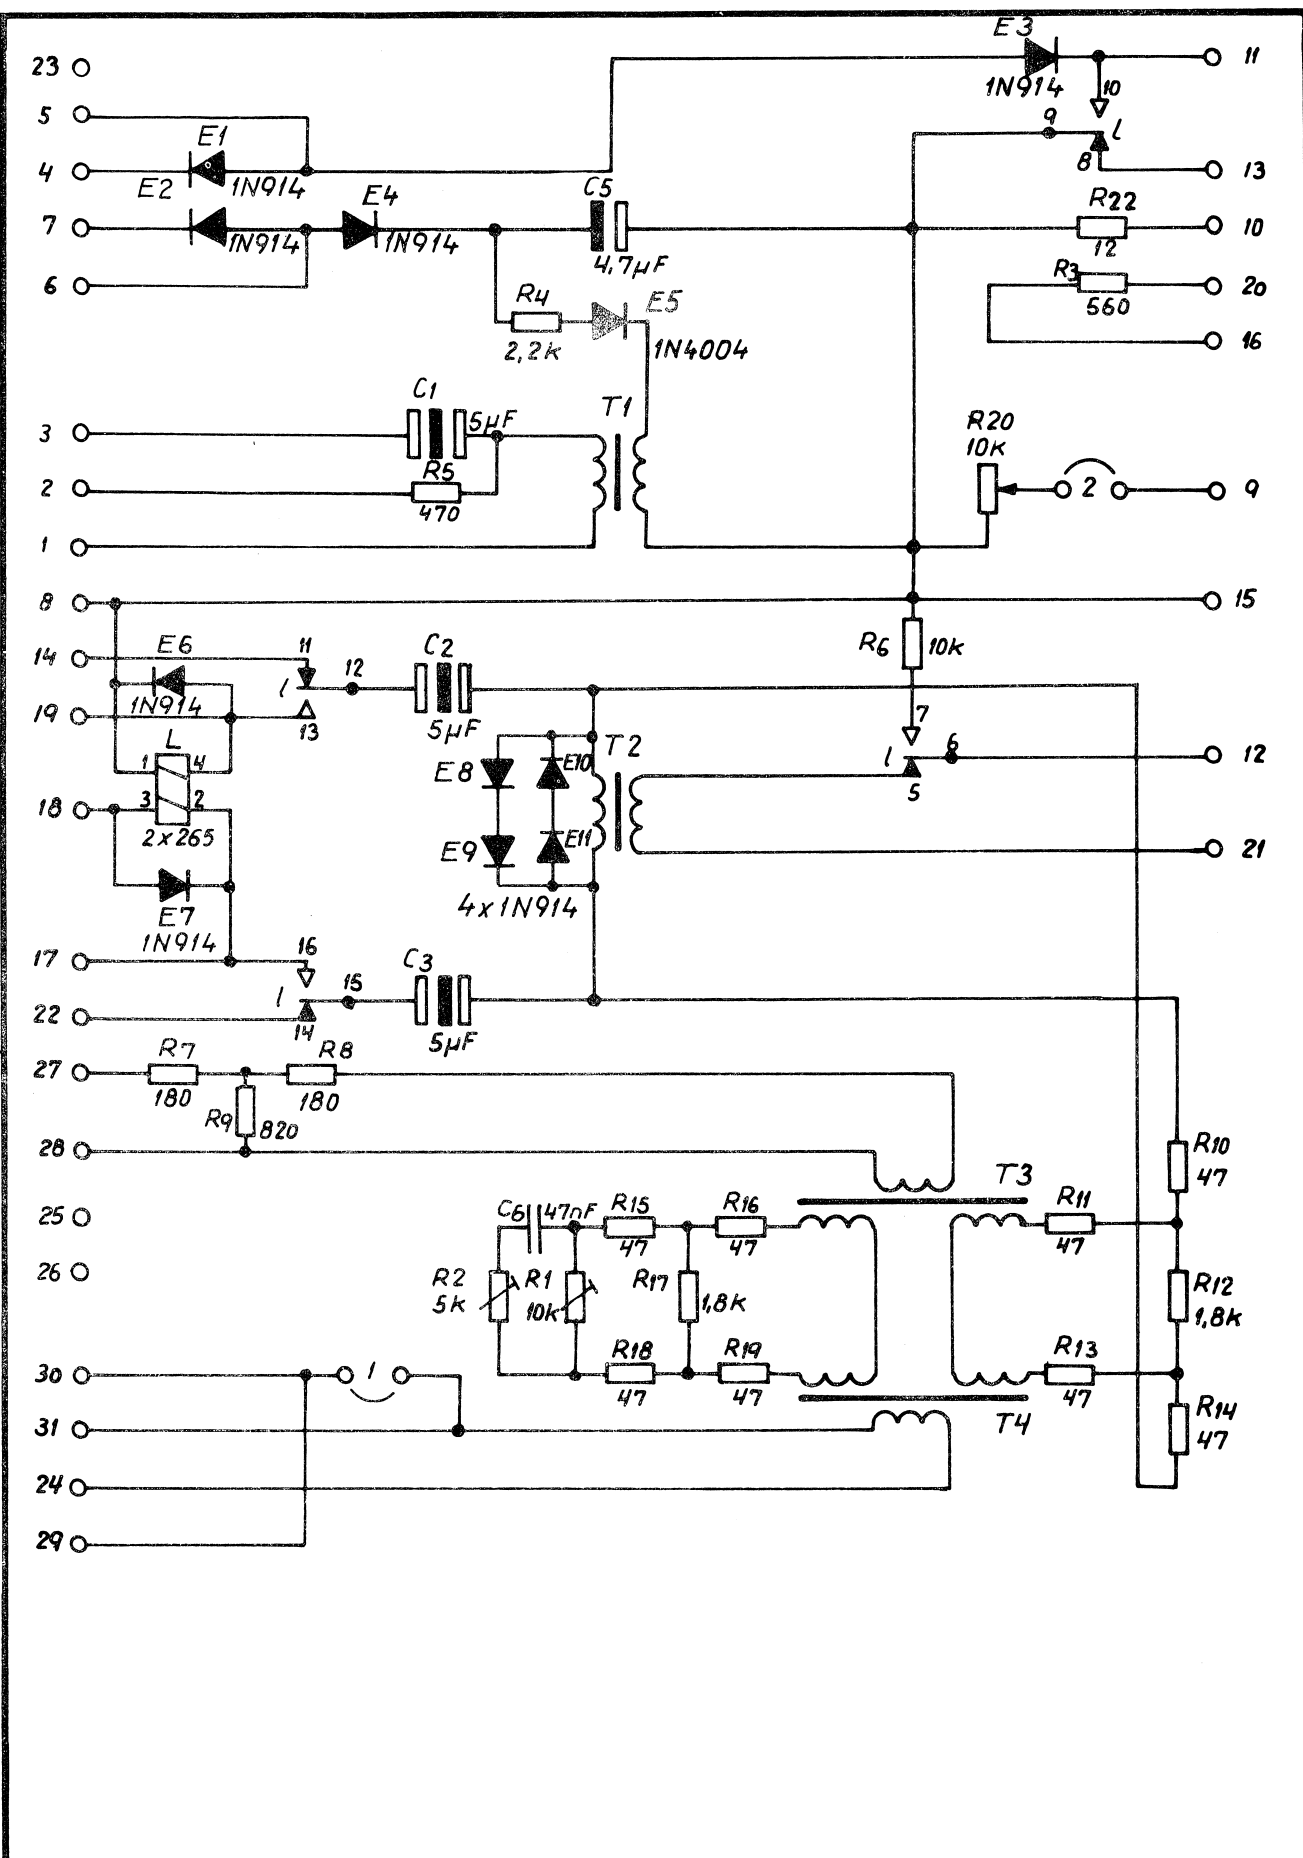 E3
23
11
1N914
10
5
9
E1
l
8
4
13
E2
1N914
E4
C5
R22
7
10
1N914
1N914
12
4,7µF
R3
6
20
R4
E5
560
2,2k
1N4004
16
C1
T1
5µF
R20
10k
3
R5
2
2
9
470
1
8
15
E6
11
C2
R6
10k
14
12
l
1N914
19
13
7
L
5µF
T2
6
1
4
E8
E10
l
12
3
2
5
18
2x265
E9
E11
21
E7
4x1N914
1N914
16
C3
17
15
l
22
14
5µF
R7
R8
27
180
180
R9
820
28
R10
47
T3
C6
47nF
R15
R16
R11
25
47
47
47
R2
5k
R1
10k
R17
1,8k
R12
1,8k
26
R18
R19
R13
30
1
47
47
47
R14
47
31
T4
24
29